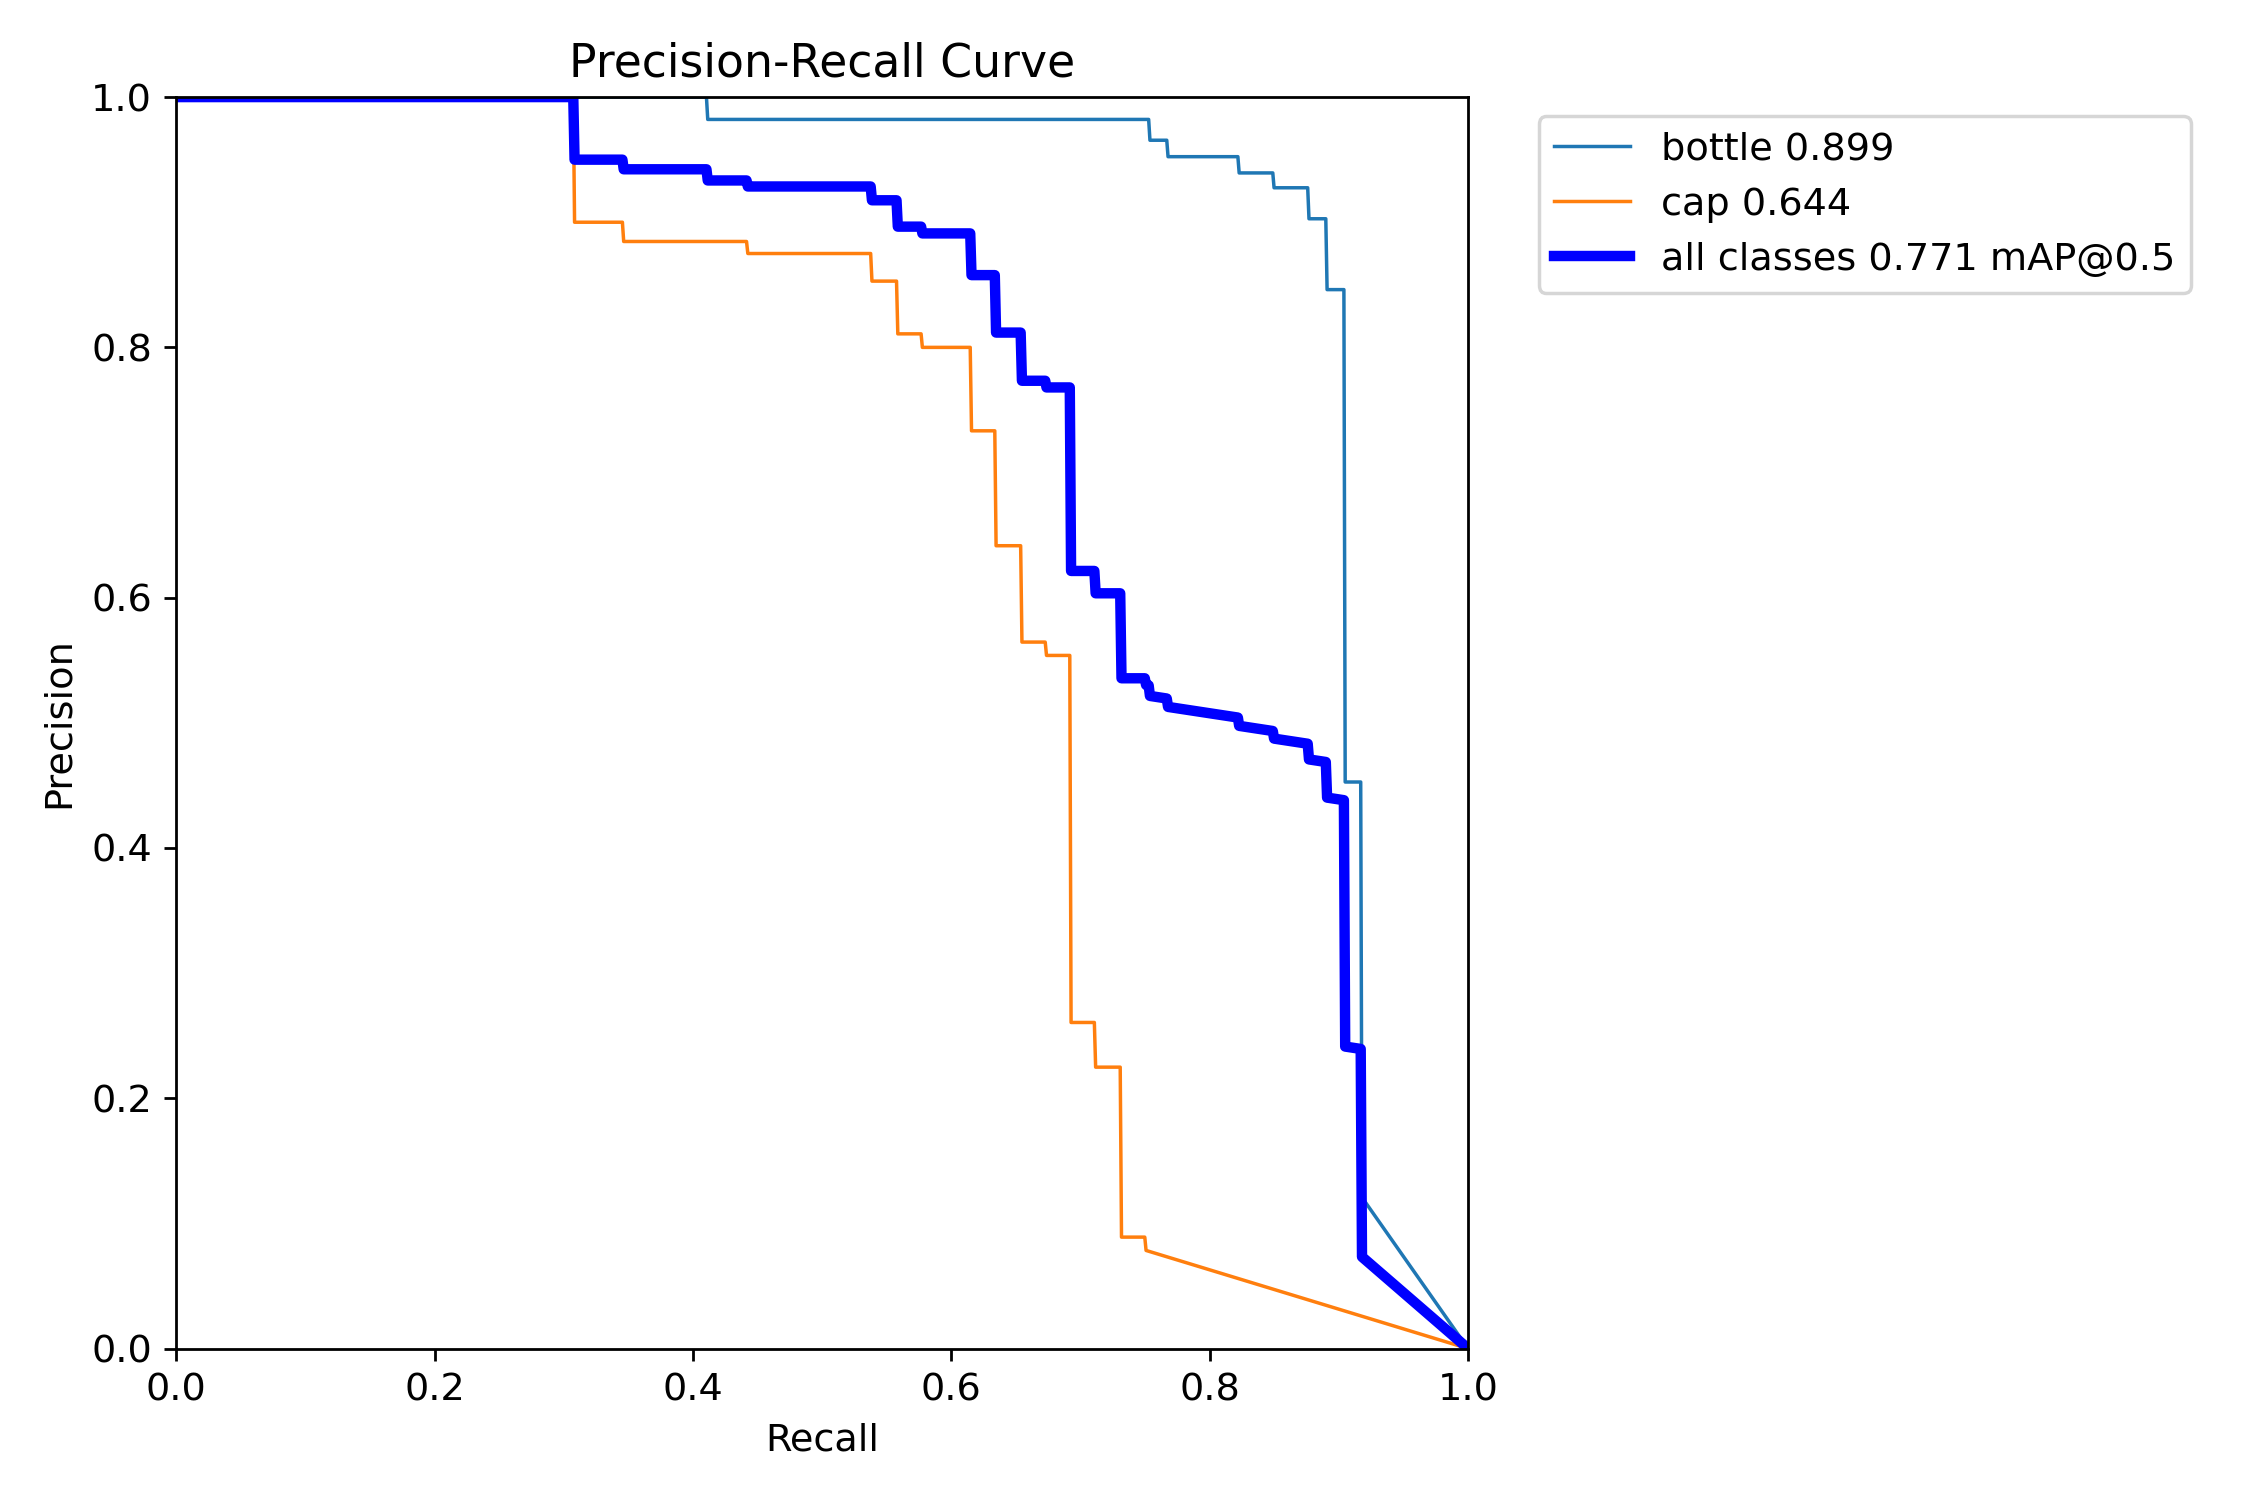 Precision-Recall Curve
1.0
0.8
0.6
0.4
0.2
0.0
Precision
0.0 0.2 0.4 0.6 0.8 1.0
Recall
bottle 0.899
cap 0.644
all classes 0.771 mAP@0.5